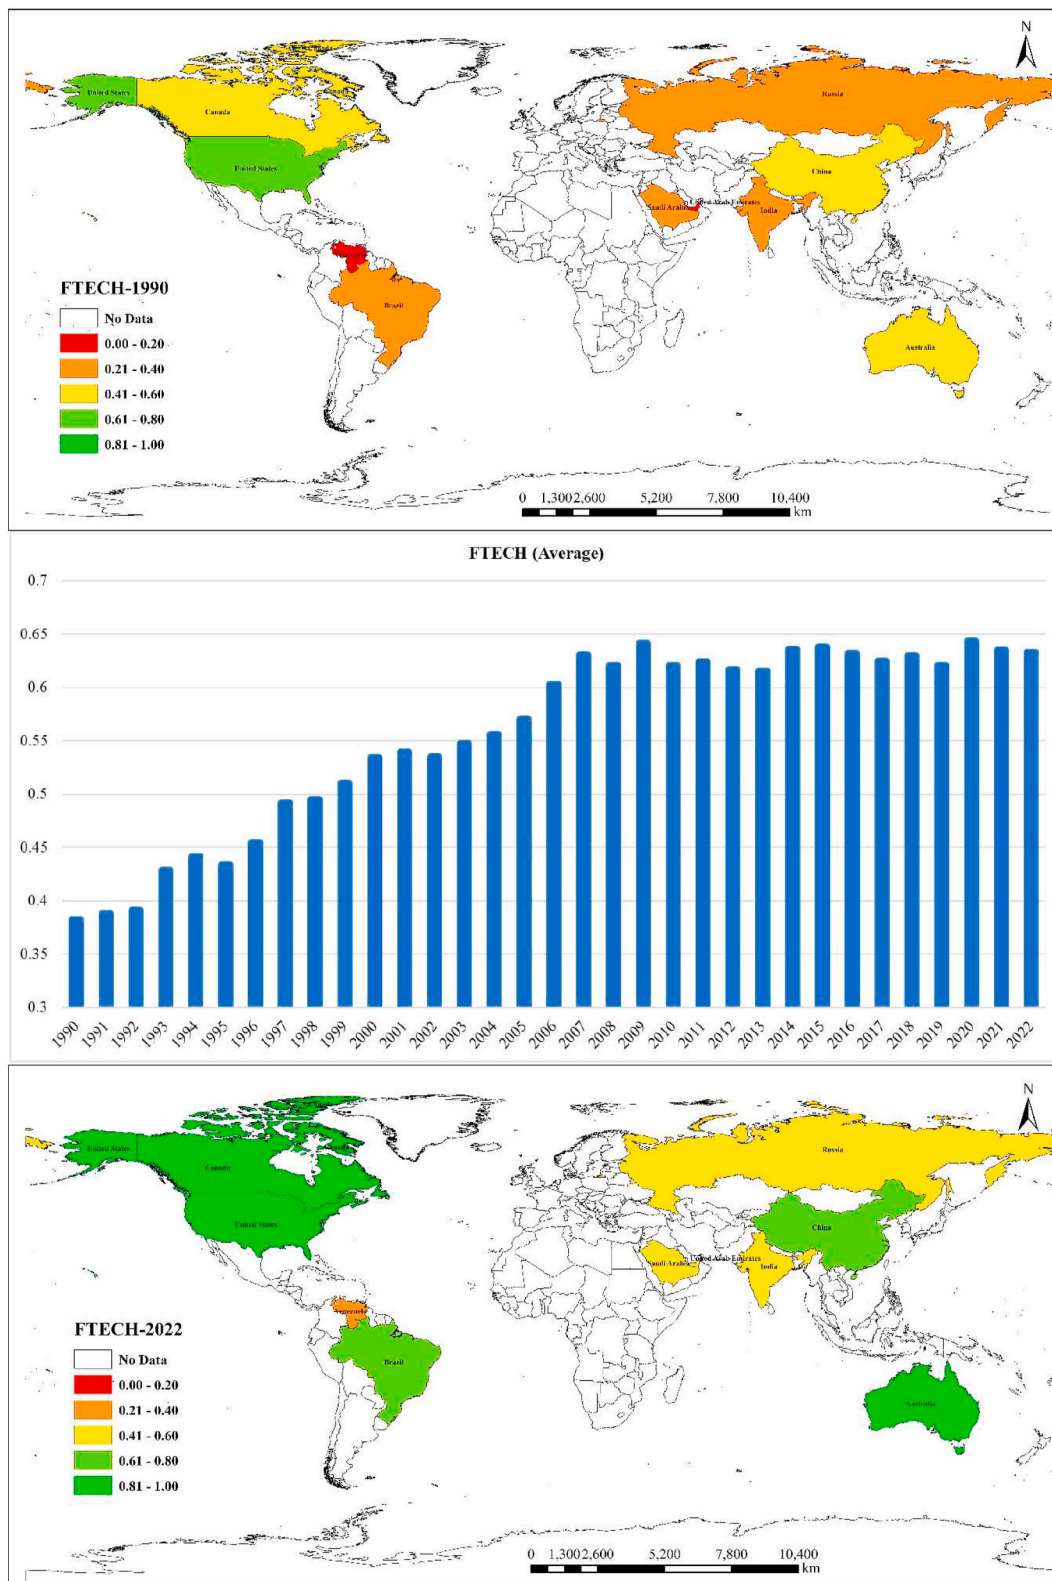 N
United States
Canada
Canada
Russia
United States
China
Saudi Arabia
United Arab Emirates
India
Brazil
Australia
FTECH-1990
No Data
0.00 - 0.20
0.21 - 0.40
0.41 - 0.60
0.61 - 0.80
0.81 - 1.00
0 1,300 2,600 5,200 7,800 10,400
km
FTECH (Average)
0.7
0.65
0.6
0.55
0.5
0.45
0.4
0.35
0.3
1990 1991 1992 1993 1994 1995 1996 1997 1998 1999 2000 2001 2002 2003 2004 2005 2006 2007 2008 2009 2010 2011 2012 2013 2014 2015 2016 2017 2018 2019 2020 2021 2022
N
United States
Canada
Russia
United States
China
Saudi Arabia
United Arab Emirates
India
Venezuela
Brazil
Australia
FTECH-2022
No Data
0.00 - 0.20
0.21 - 0.40
0.41 - 0.60
0.61 - 0.80
0.81 - 1.00
0 1,300 2,600 5,200 7,800 10,400
km